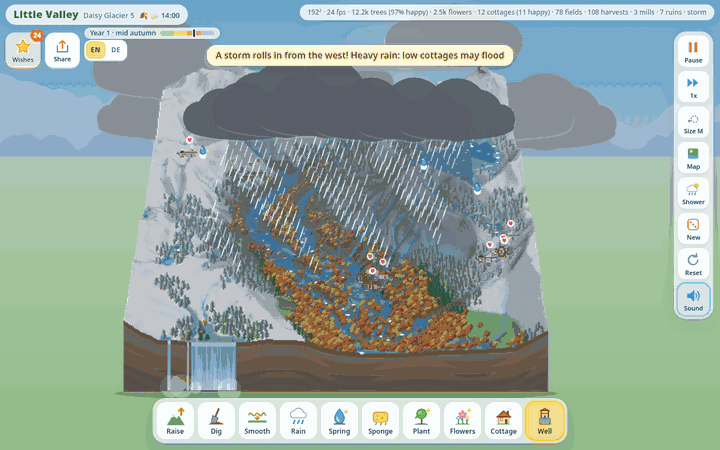 Little Valley Daisy Glacier 5 14:00
192² · 24 fps · 12.2k trees (97% happy) · 2.5k flowers · 12 cottages (11 happy) · 78 fields · 108 harvests · 3 mills · 7 ruins · storm
24
Wishes
Share
Year 1 · mid autumn
EN DE
A storm rolls in from the west! Heavy rain: low cottages may flood
Pause
1x
Size M
Map
Shower
New
Reset
Sound
Raise Dig Smooth Rain Spring Sponge Plant Flowers Cottage Well